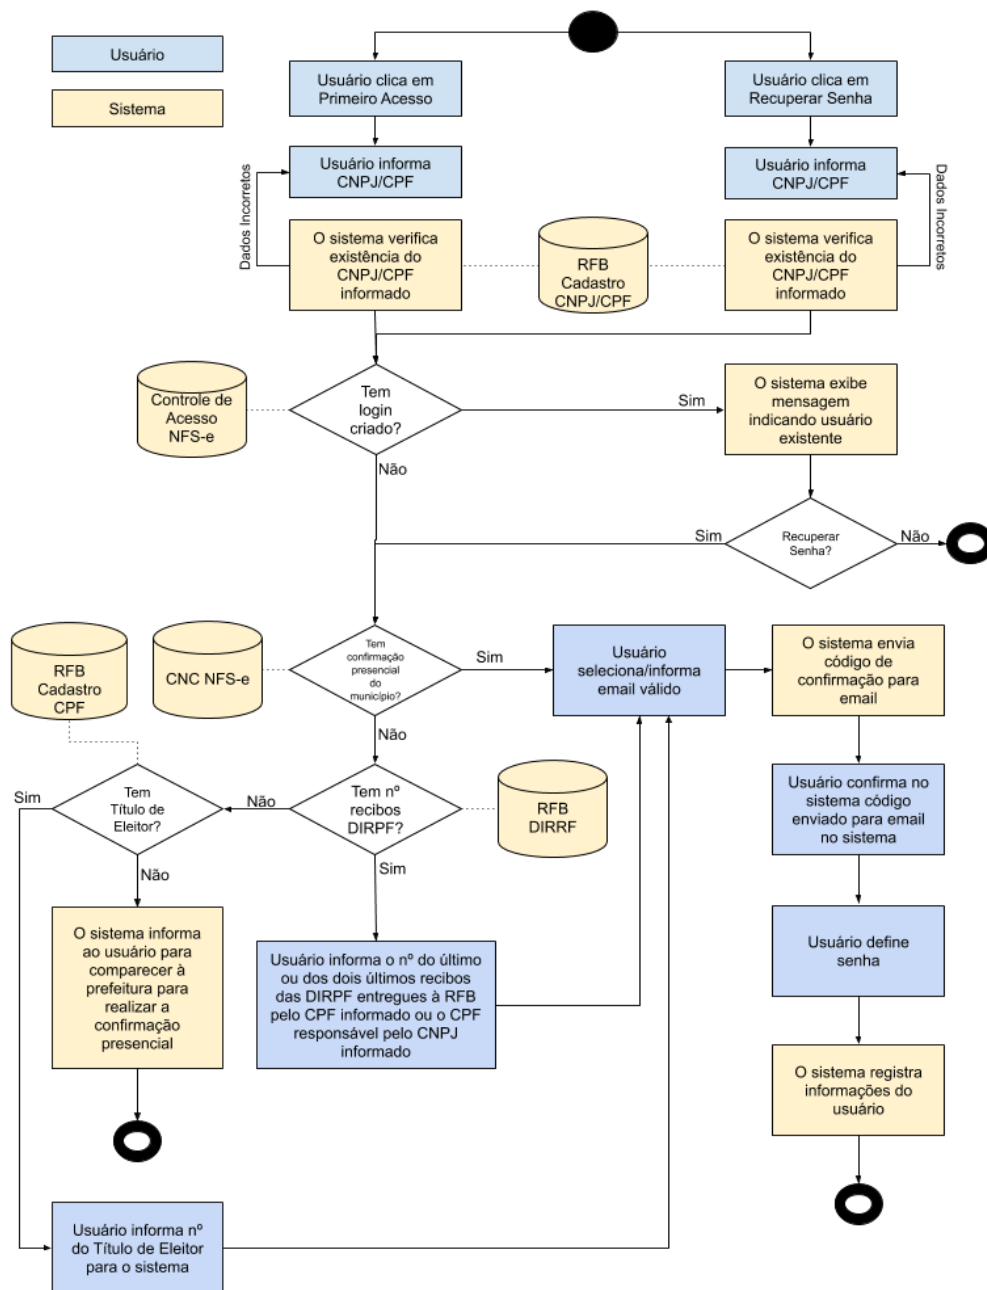 Usuário
Sistema
Usuário clica em
Primeiro Acesso
Usuário clica em
Recuperar Senha
Usuário informa
CNPJ/CPF
Usuário informa
CNPJ/CPF
Dados Incorretos
Dados Incorretos
O sistema verifica
existência do
CNPJ/CPF
informado
RFB
Cadastro
CNPJ/CPF
O sistema verifica
existência do
CNPJ/CPF
informado
Controle de
Acesso
NFS-e
Tem
login
criado?
Sim
O sistema exibe
mensagem
indicando usuário
existente
Não
Sim
Recuperar
Senha?
Não
RFB
Cadastro
CPF
CNC NFS-e
Tem
confirmação
presencial
do
município?
Sim
Usuário
seleciona/informa
email válido
O sistema envia
código de
confirmação para
email
Não
Sim
Tem
Título de
Eleitor?
Não
Tem nº
recibos
DIRPF?
RFB
DIRRF
Usuário confirma no
sistema código
enviado para email
no sistema
Não
Sim
O sistema informa
ao usuário para
comparecer à
prefeitura para
realizar a
confirmação
presencial
Usuário informa o nº do último
ou dos dois últimos recibos
das DIRPF entregues à RFB
pelo CPF informado ou o CPF
responsável pelo CNPJ
informado
Usuário define
senha
O sistema registra
informações do
usuário
Usuário informa nº
do Título de Eleitor
para o sistema